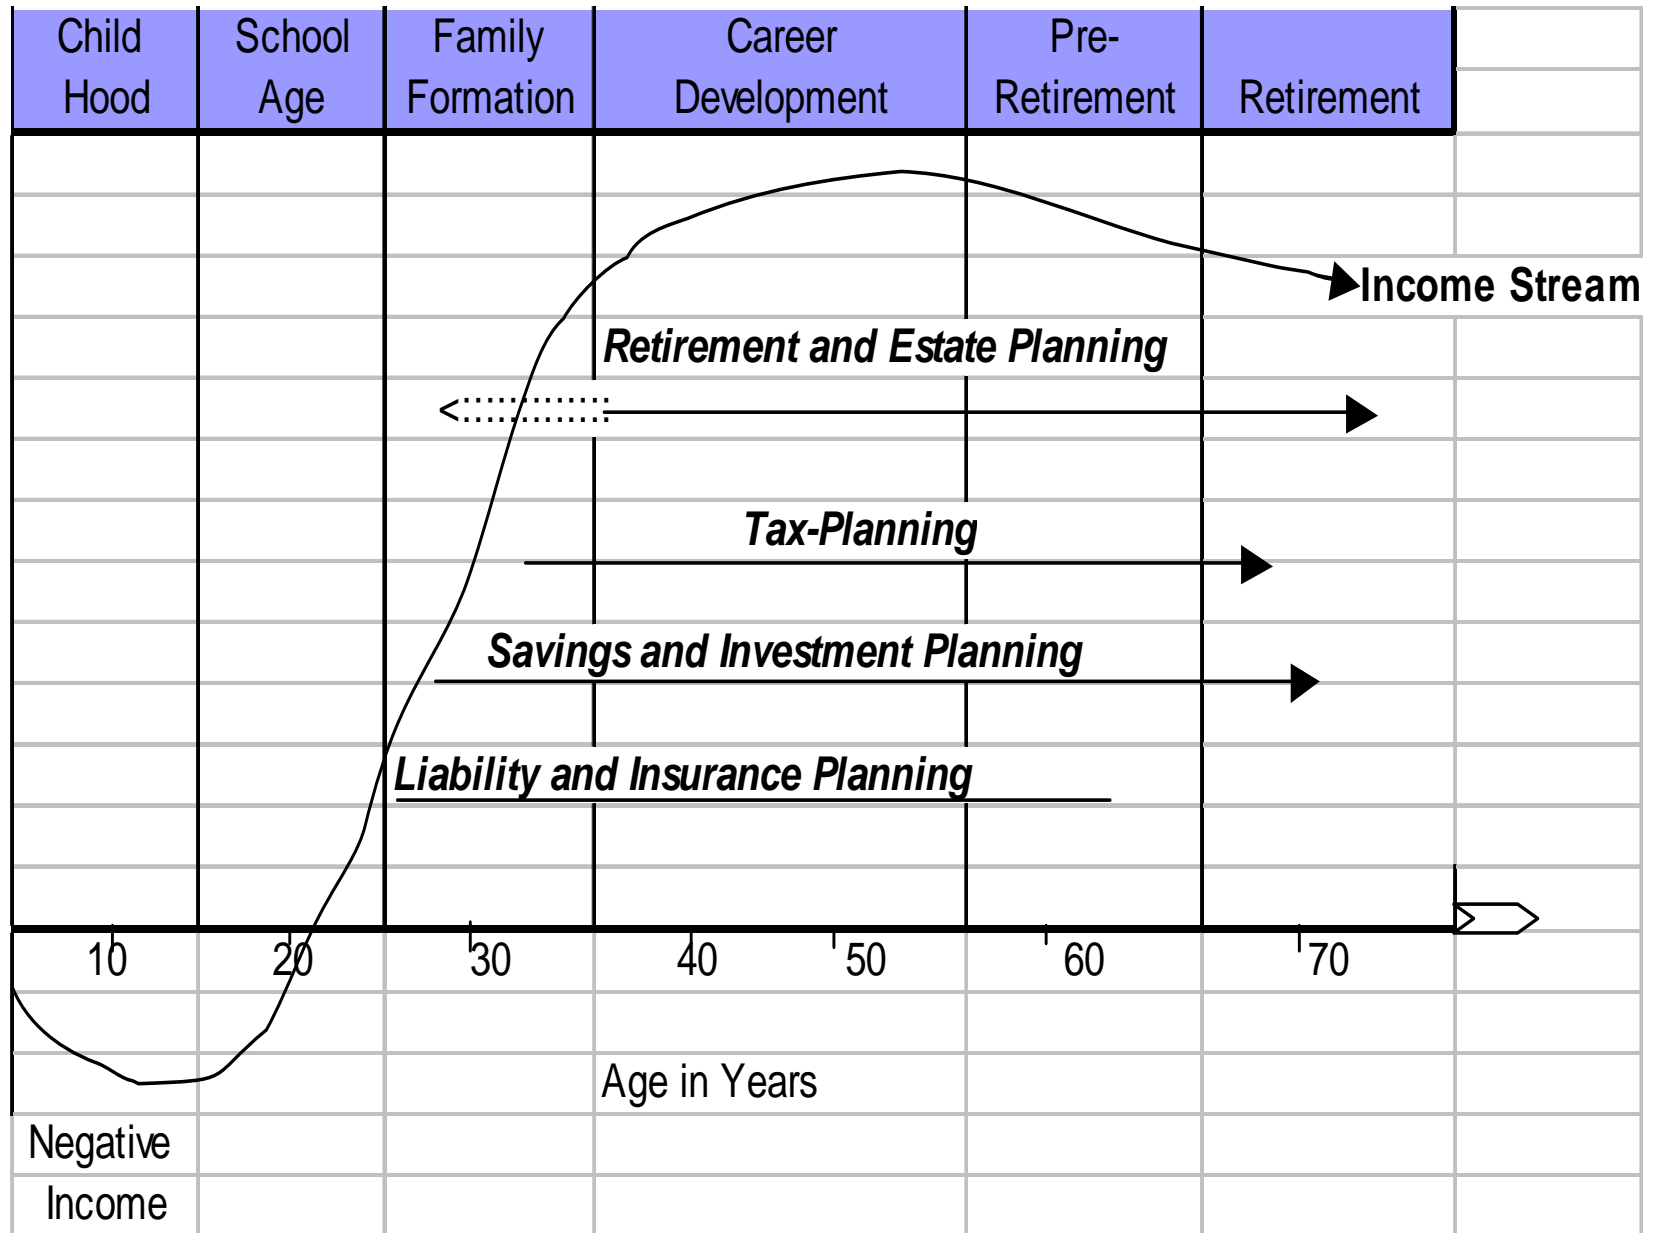 Child Hood
School Age
Family Formation
Career Development
Pre- Retirement
Retirement
Income Stream
Retirement and Estate Planning
Tax-Planning
Savings and Investment Planning
Liability and Insurance Planning
10 20 30 40 50 60 70
Age in Years
Negative
Income